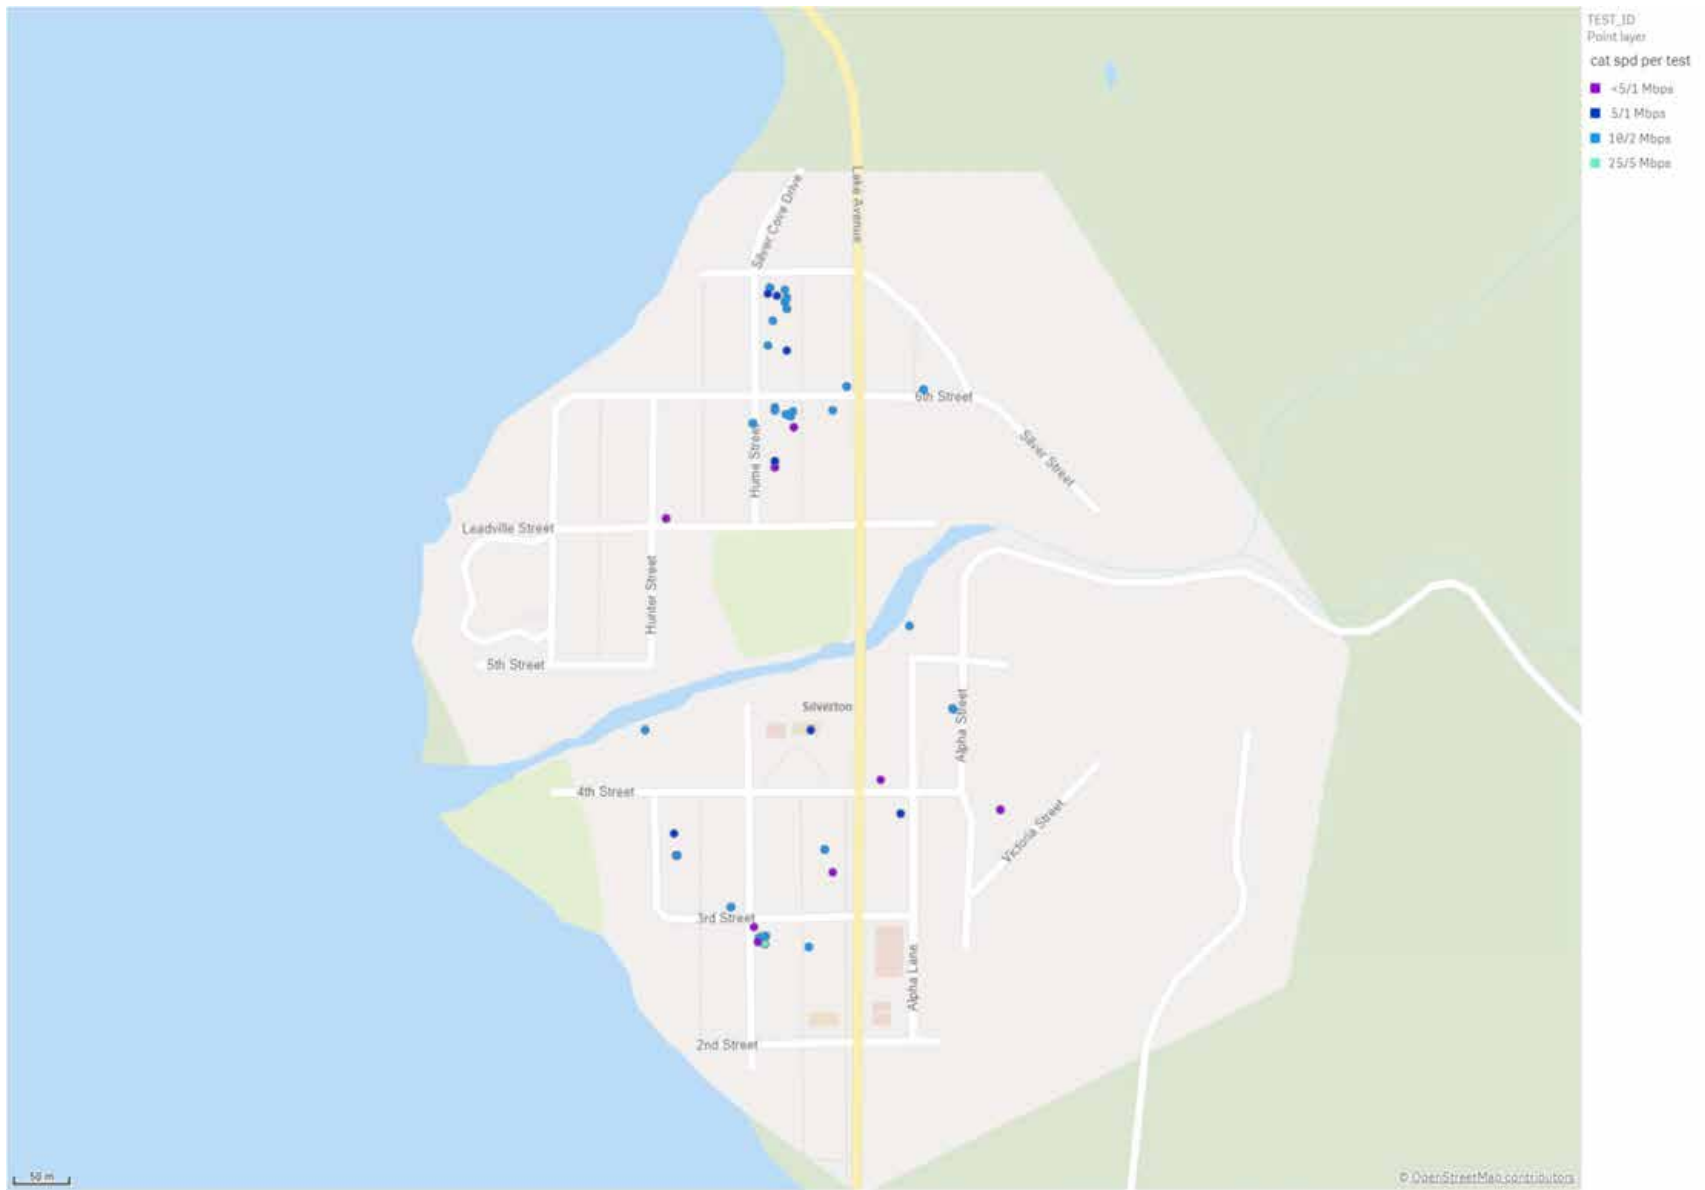 TEST_ID
Point layer
cat spd per test
<5/1 Mbps
5/1 Mbps
10/2 Mbps
25/5 Mbps
Silver Cove Drive
Lake Avenue
6th Street
Silver Street
Hume Street
Leadville Street
Hunter Street
5th Street
Silverton
Alpha Street
4th Street
Victoria Street
3rd Street
Alpha Lane
2nd Street
50 m
© OpenStreetMap contributors